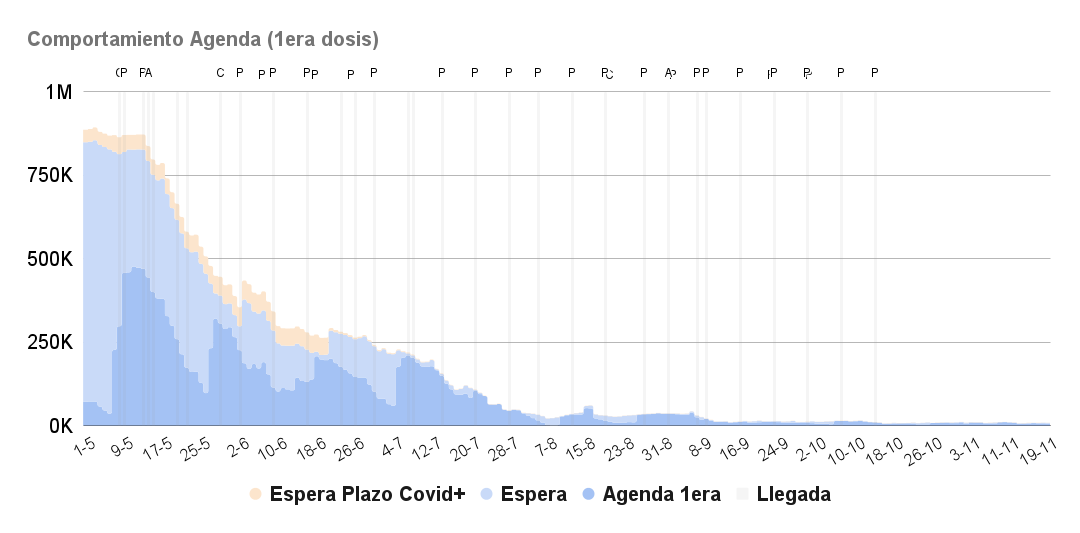 Comportamiento Agenda (1era dosis)
P P A C P P P P P P P P P P P P P P A P P P P P P P P
1M
750K
500K
250K
0K
1-5 9-5 17-5 25-5 2-6 10-6 18-6 26-6 4-7 12-7 20-7 28-7 7-8 15-8 23-8 31-8 8-9 16-9 24-9 2-10 10-10 18-10 26-10 3-11 11-11 19-11
Espera Plazo Covid+ Espera Agenda 1era Llegada